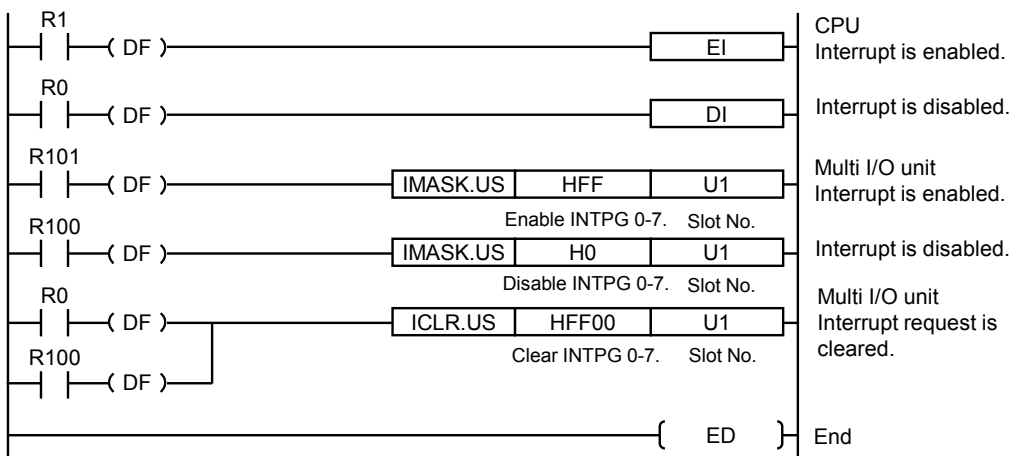 R1
( DF )
EI
CPU
Interrupt is enabled.
R0
( DF )
DI
Interrupt is disabled.
R101
( DF )
IMASK.US HFF U1
Multi I/O unit
Interrupt is enabled.
Enable INTPG 0-7. Slot No.
R100
( DF )
IMASK.US H0 U1
Interrupt is disabled.
Disable INTPG 0-7. Slot No.
R0
( DF )
ICLR.US HFF00 U1
Multi I/O unit
Interrupt request is
cleared.
Clear INTPG 0-7. Slot No.
R100
( DF )
ED
End